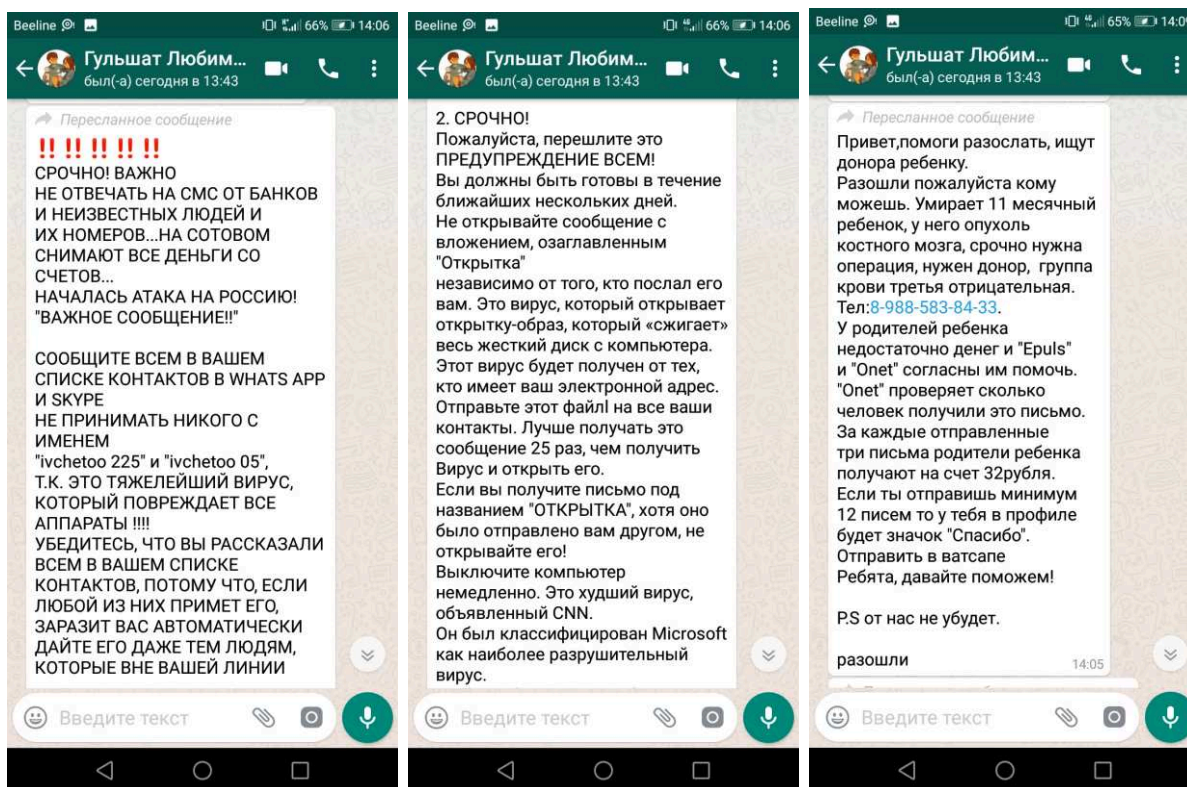 Beeline 66% 14:06
Гульшат Любим...
был(-а) сегодня в 13:43
Пересланное сообщение
‼️‼️‼️‼️‼️
СРОЧНО! ВАЖНО
НЕ ОТВЕЧАТЬ НА СМС ОТ БАНКОВ
И НЕИЗВЕСТНЫХ ЛЮДЕЙ И
ИХ НОМЕРОВ...НА СОТОВОМ
СНИМАЮТ ВСЕ ДЕНЬГИ СО
СЧЕТОВ...
НАЧАЛАСЬ АТАКА НА РОССИЮ!
"ВАЖНОЕ СООБЩЕНИЕ!!"
СООБЩИТЕ ВСЕМ В ВАШЕМ
СПИСКЕ КОНТАКТОВ В WHATS APP
И SKYPE
НЕ ПРИНИМАТЬ НИКОГО С
ИМЕНЕМ
"ivchetoo 225" и "ivchetoo 05",
Т.К. ЭТО ТЯЖЕЛЕЙШИЙ ВИРУС,
КОТОРЫЙ ПОВРЕЖДАЕТ ВСЕ
АППАРАТЫ !!!!
УБЕДИТЕСЬ, ЧТО ВЫ РАССКАЗАЛИ
ВСЕМ В ВАШЕМ СПИСКЕ
КОНТАКТОВ, ПОТОМУ ЧТО, ЕСЛИ
ЛЮБОЙ ИЗ НИХ ПРИМЕТ ЕГО,
ЗАРАЗИТ ВАС АВТОМАТИЧЕСКИ
ДАЙТЕ ЕГО ДАЖЕ ТЕМ ЛЮДЯМ,
КОТОРЫЕ ВНЕ ВАШЕЙ ЛИНИИ
Введите текст
Beeline 66% 14:06
Гульшат Любим...
был(-а) сегодня в 13:43
2. СРОЧНО!
Пожалуйста, перешлите это
ПРЕДУПРЕЖДЕНИЕ ВСЕМ!
Вы должны быть готовы в течение
ближайших нескольких дней.
Не открывайте сообщение с
вложением, озаглавленным
"Открытка"
независимо от того, кто послал его
вам. Это вирус, который открывает
открытку-образ, который «сжигает»
весь жесткий диск с компьютера.
Этот вирус будет получен от тех,
кто имеет ваш электронной адрес.
Отправьте этот файлl на все ваши
контакты. Лучше получать это
сообщение 25 раз, чем получить
Вирус и открыть его.
Если вы получите письмо под
названием "ОТКРЫТКА", хотя оно
было отправлено вам другом, не
открывайте его!
Выключите компьютер
немедленно. Это худший вирус,
объявленный CNN.
Он был классифицирован Microsoft
как наиболее разрушительный
вирус.
Введите текст
Beeline 65% 14:09
Гульшат Любим...
был(-а) сегодня в 13:43
Пересланное сообщение
Привет,помоги разослать, ищут
донора ребенку.
Разошли пожалуйста кому
можешь. Умирает 11 месячный
ребенок, у него опухоль
костного мозга, срочно нужна
операция, нужен донор, группа
крови третья отрицательная.
Тел:8-988-583-84-33.
У родителей ребенка
недостаточно денег и "Epuls"
и "Onet" согласны им помочь.
"Onet" проверяет сколько
человек получили это письмо.
За каждые отправленные
три письма родители ребенка
получают на счет 32рубля.
Если ты отправишь минимум
12 писем то у тебя в профиле
будет значок "Спасибо".
Отправить в ватсапе
Ребята, давайте поможем!
P.S от нас не убудет.
разошли
14:05
Введите текст